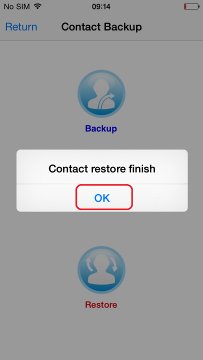 No SIM 09:14
Return Contact Backup
Backup
Contact restore finish
OK
Restore